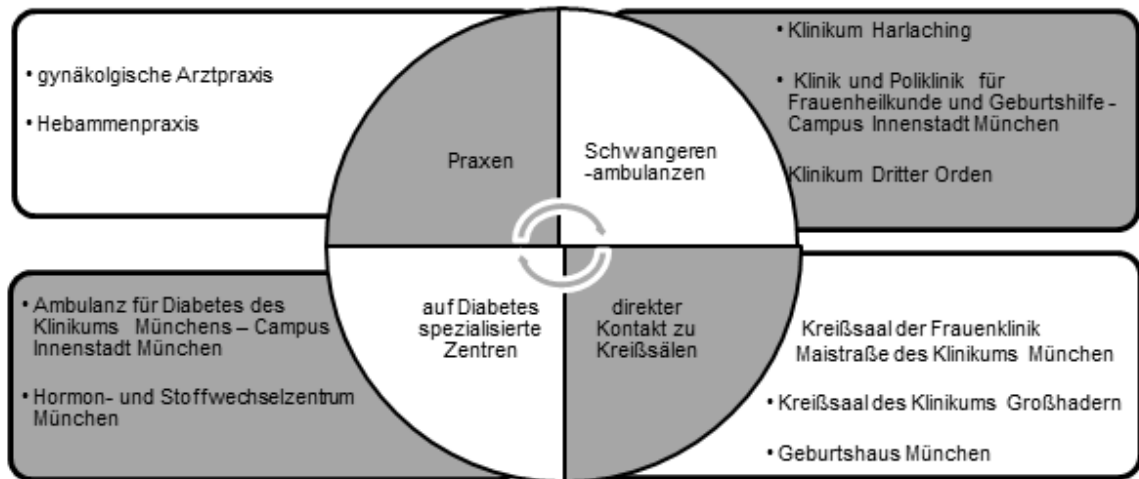 • gynäkolgische Arztpraxis
• Hebammenpraxis
Praxen
Schwangeren
-ambulanzen
• Klinikum Harlaching
• Klinik und Poliklinik für
Frauenheilkunde und Geburtshilfe -
Campus Innenstadt München
Klinikum Dritter Orden
• Ambulanz für Diabetes des
Klinikums Münchens – Campus
Innenstadt München
• Hormon- und Stoffwechselzentrum
München
auf Diabetes
spezialisierte
Zentren
direkter
Kontakt zu
Kreißsälen
Kreißsaal der Frauenklinik
Maistraße des Klinikums München
• Kreißsaal des Klinikums Großhadern
• Geburtshaus München